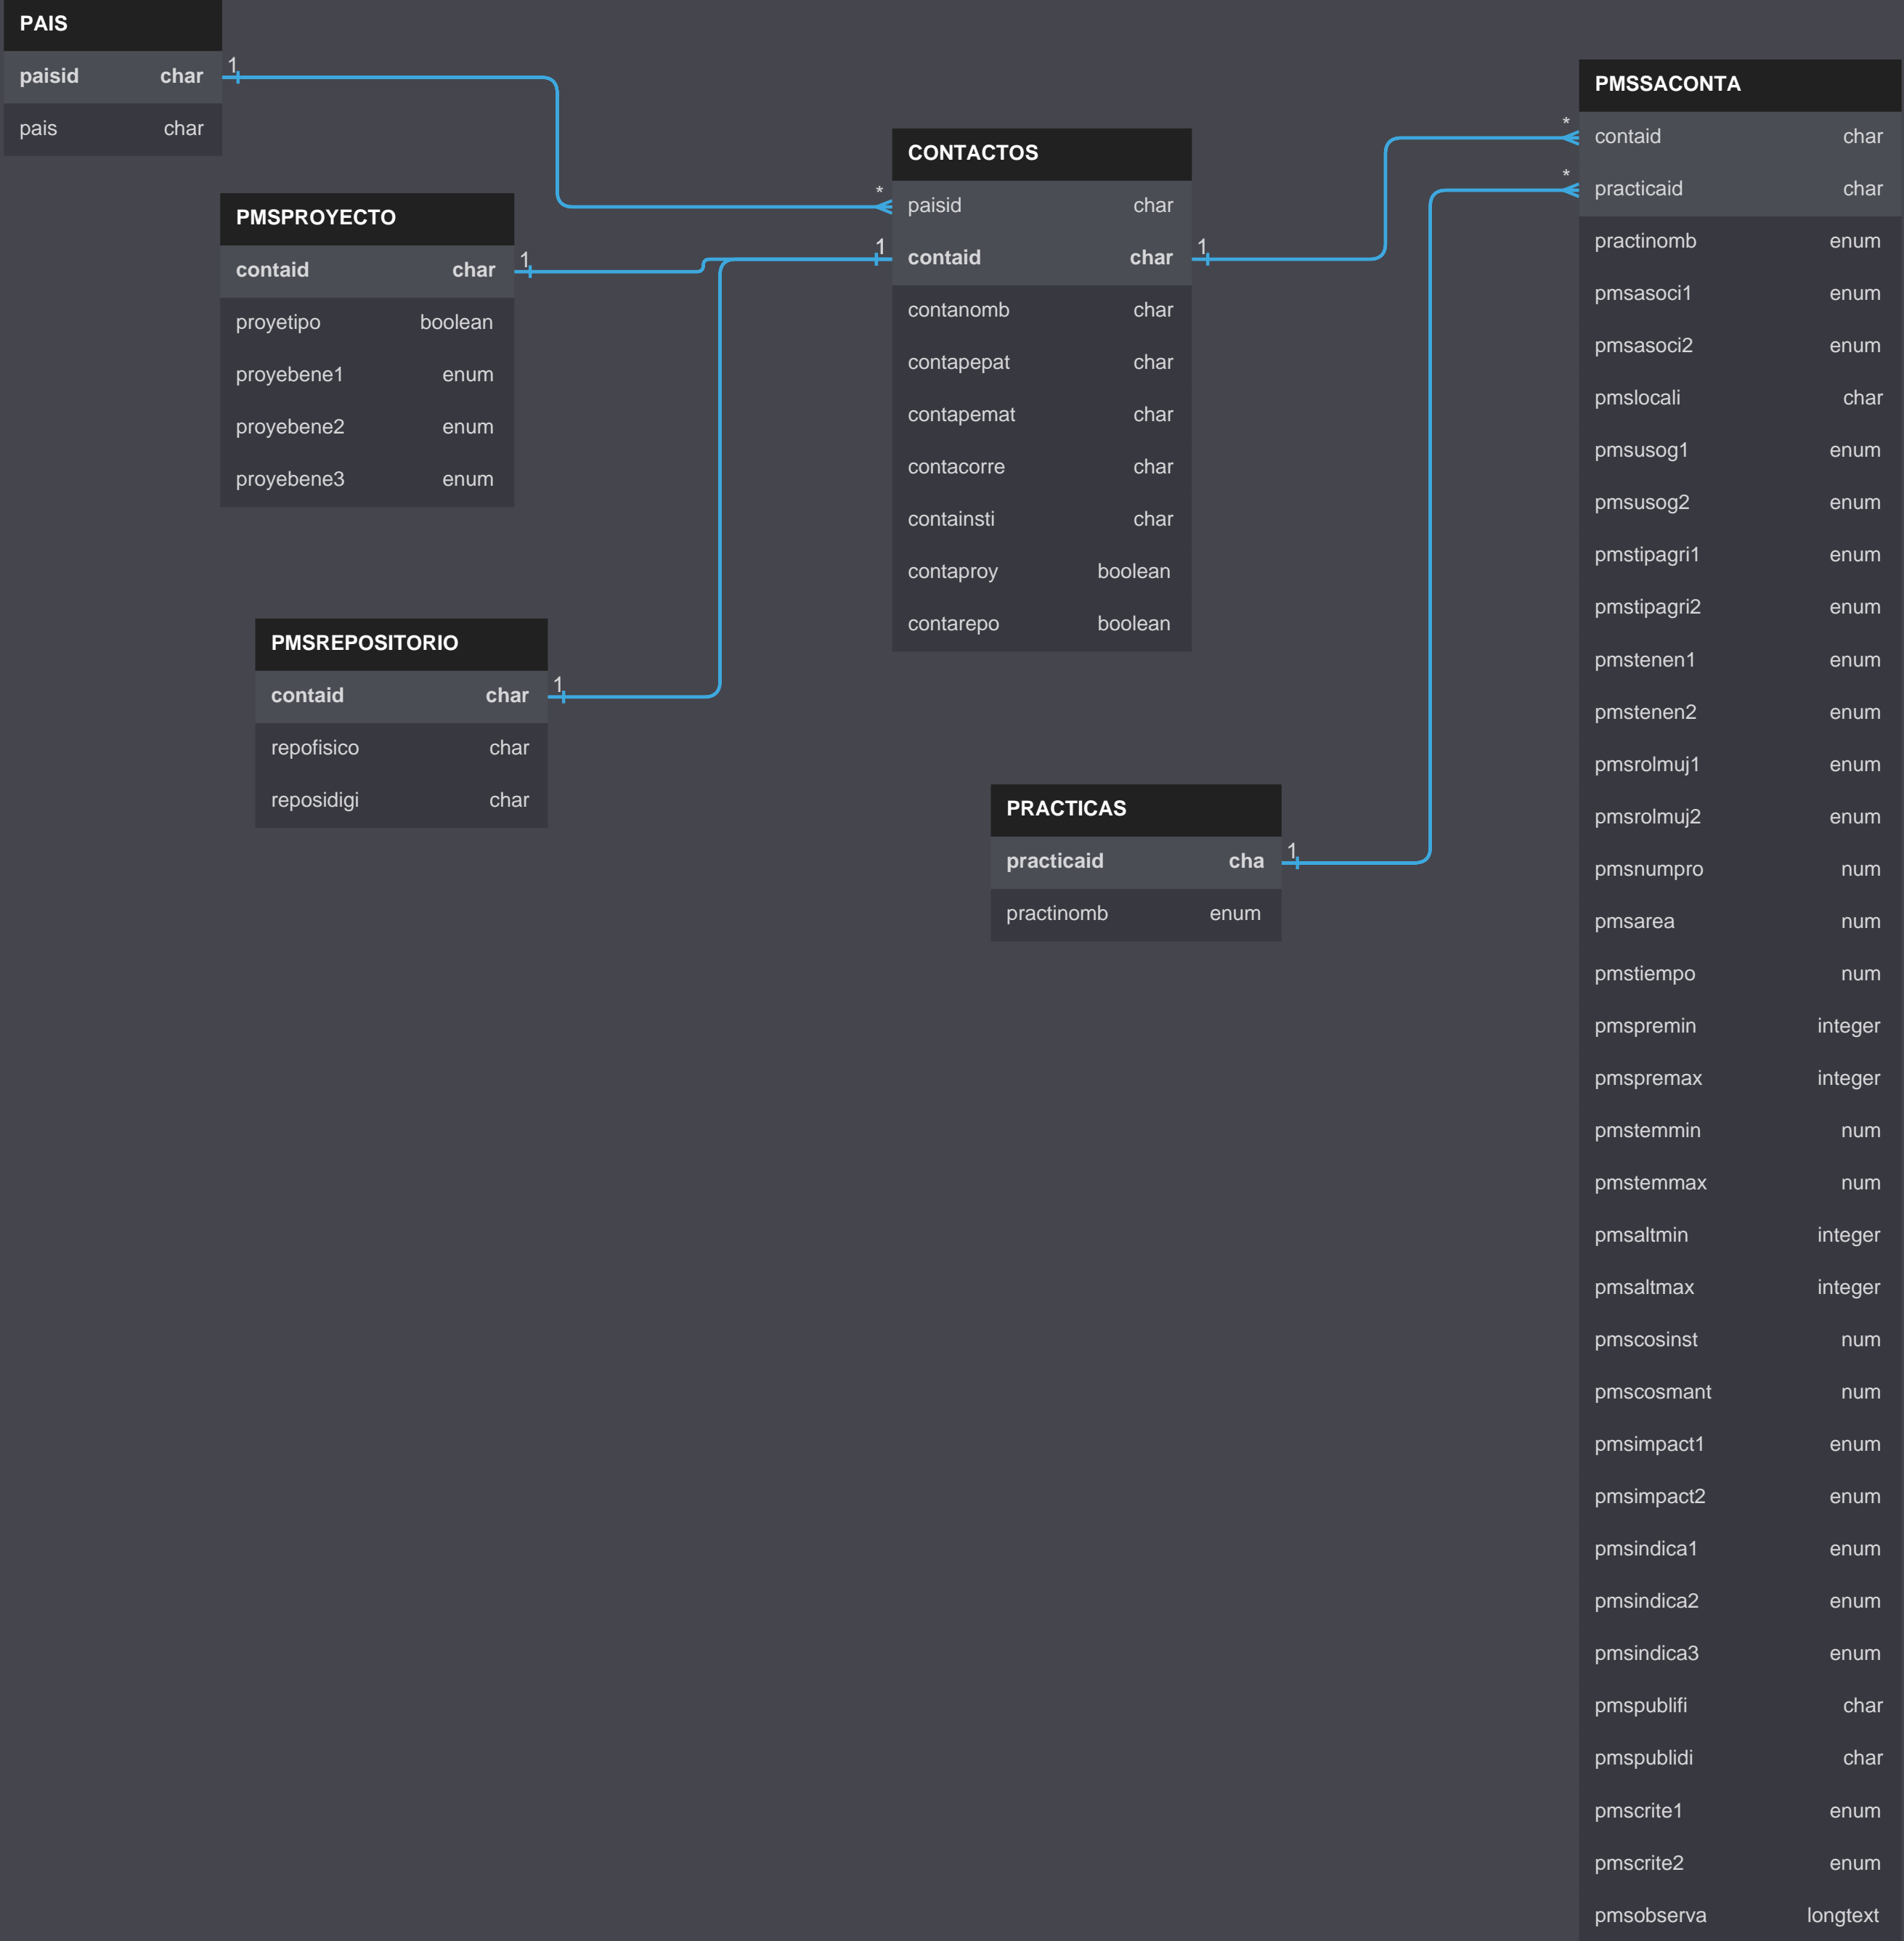 PAIS
paisid char
pais char
1
PMSPROYECTO
contaid char
proyetipo boolean
proyebene1 enum
proyebene2 enum
proyebene3 enum
1
PMSREPOSITORIO
contaid char
repofisico char
reposidigi char
1
CONTACTOS
* paisid char
1 contaid char 1
contanomb char
contapepat char
contapemat char
contacorre char
containsti char
contaproy boolean
contarepo boolean
PRACTICAS
practicaid cha
practinomb enum
1
PMSSACONTA
* contaid char
* practicaid char
practinomb enum
pmsasoci1 enum
pmsasoci2 enum
pmslocali char
pmsusog1 enum
pmsusog2 enum
pmstipagri1 enum
pmstipagri2 enum
pmstenen1 enum
pmstenen2 enum
pmsrolmuj1 enum
pmsrolmuj2 enum
pmsnumpro num
pmsarea num
pmstiempo num
pmspremin integer
pmspremax integer
pmstemmin num
pmstemmax num
pmsaltmin integer
pmsaltmax integer
pmscosinst num
pmscosmant num
pmsimpact1 enum
pmsimpact2 enum
pmsindica1 enum
pmsindica2 enum
pmsindica3 enum
pmspublifi char
pmspublidi char
pmscrite1 enum
pmscrite2 enum
pmsobserva longtext